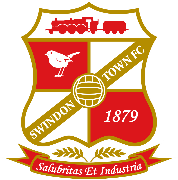 SWINDON TOWN FC
1879
Salubritas Et Industria